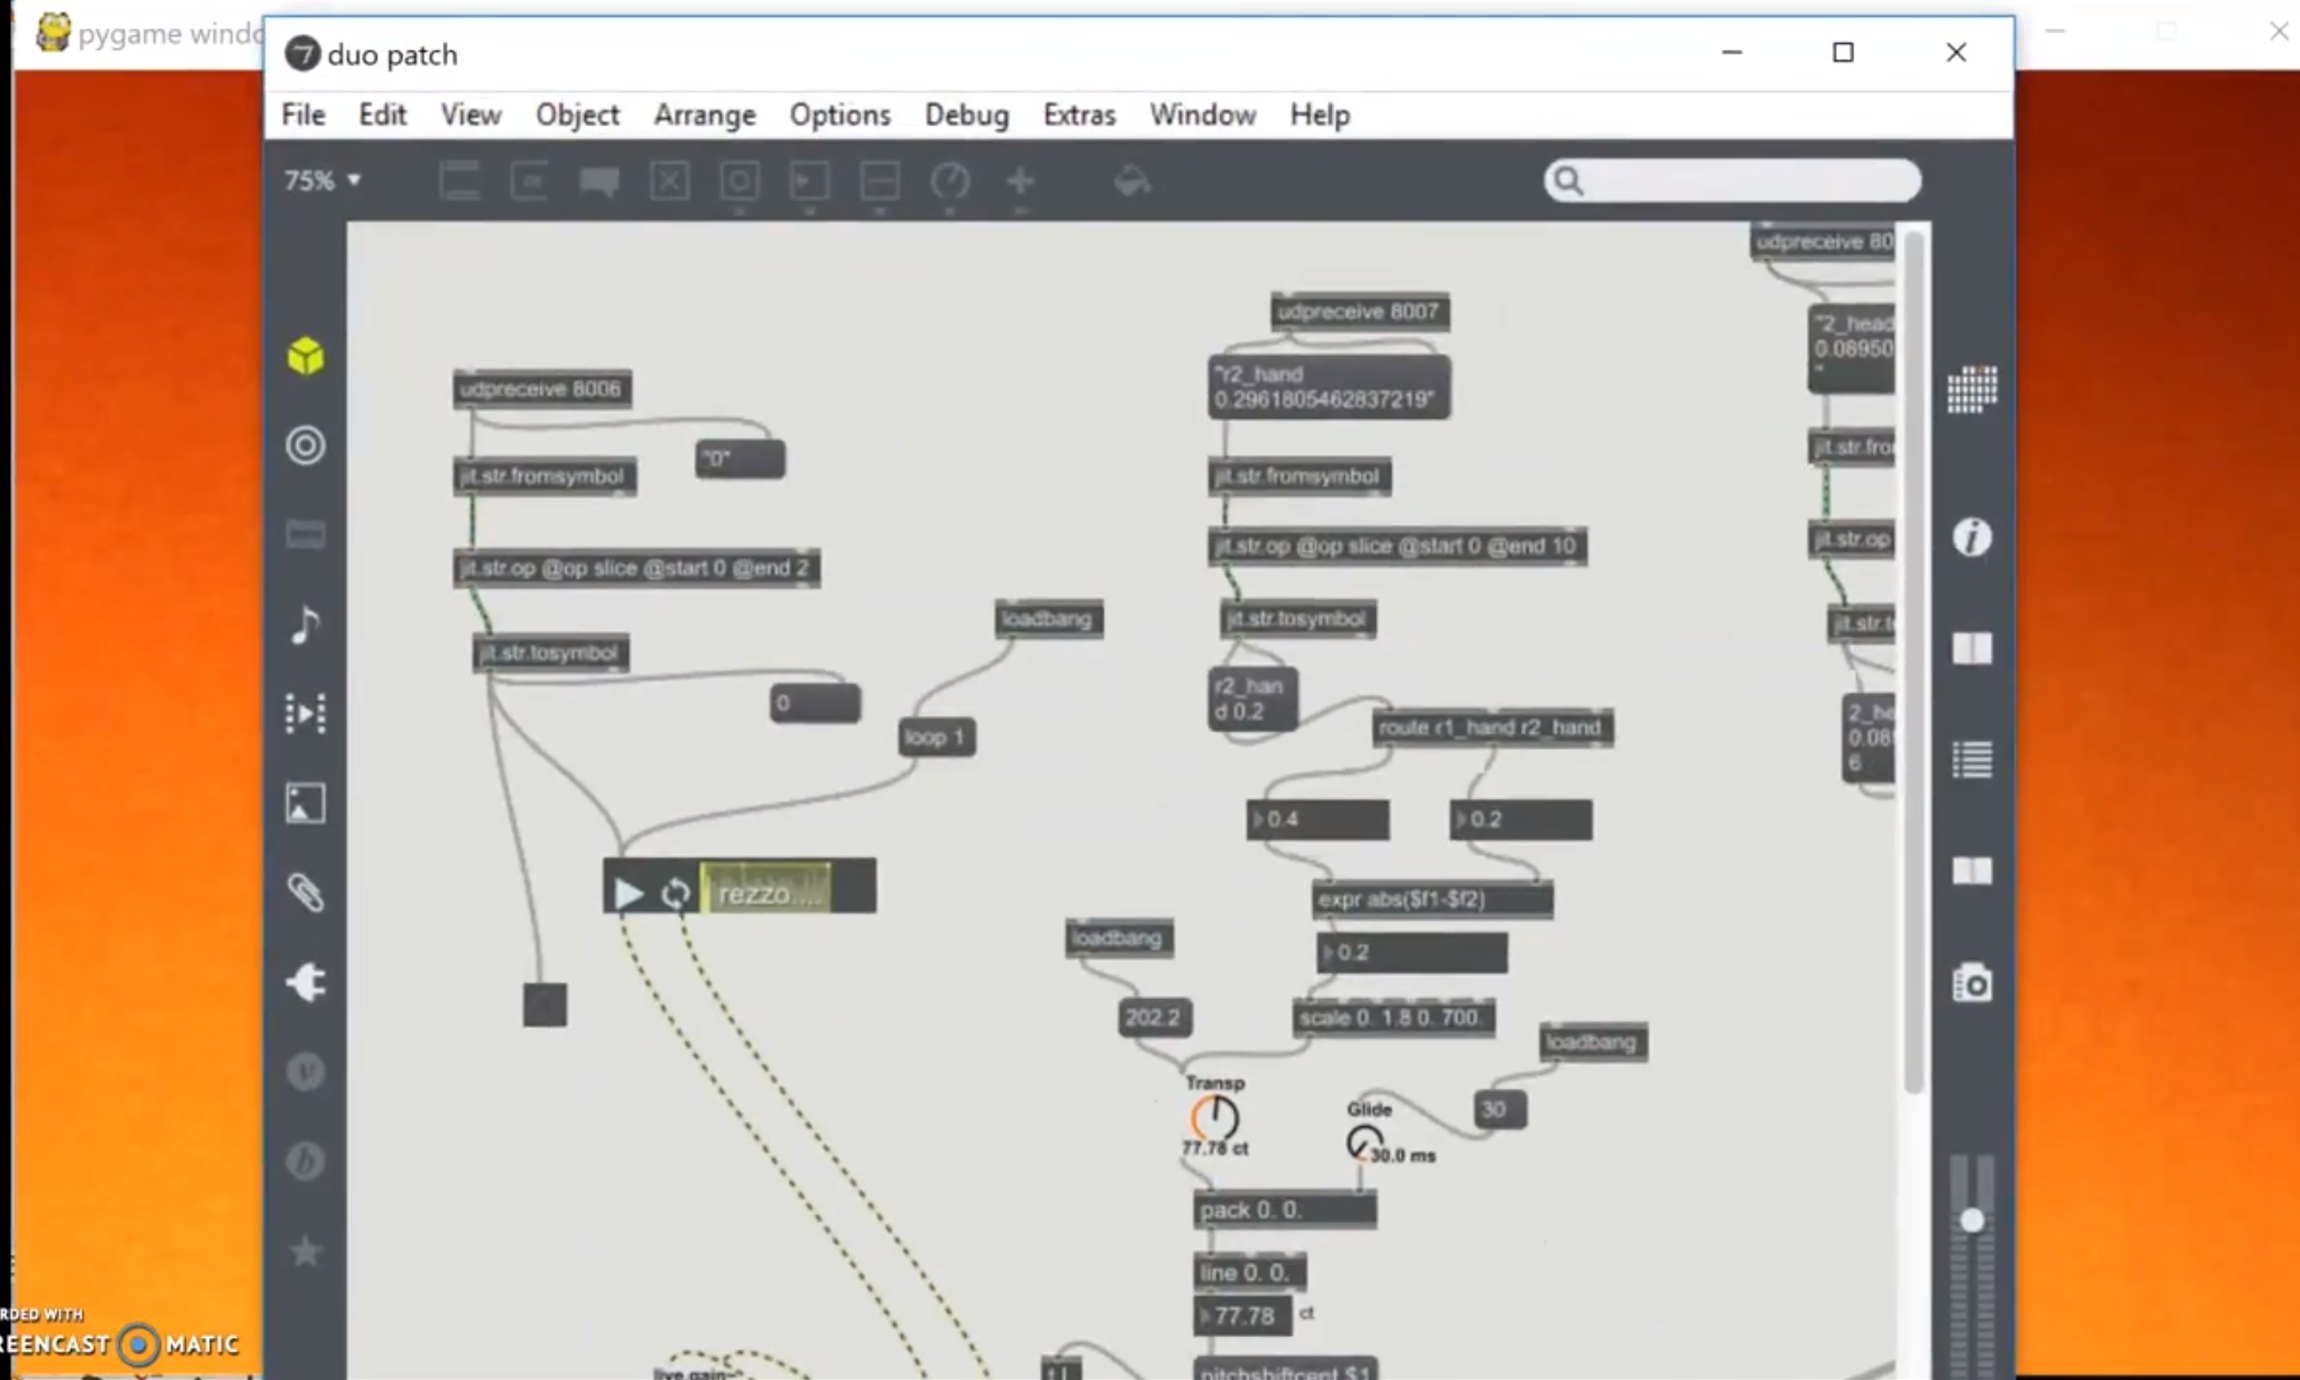 pygame windo
duo patch
File Edit View Object Arrange Options Debug Extras Window Help
75%
udpreceive 8006
"0"
jit.str.fromsymbol
jit.str.op @op slice @start 0 @end 2
jit.str.tosymbol
0
loadbang
loop 1
rezzo....
udpreceive 8007
"r2_hand
0.2961805462837219"
jit.str.fromsymbol
jit.str.op @op slice @start 0 @end 10
jit.str.tosymbol
r2_han
d 0.2
route r1_hand r2_hand
0.4
0.2
expr abs($f1-$f2)
0.2
loadbang
202.2
scale 0. 1.8 0. 700.
loadbang
30
Transp
77.78 ct
Glide
30.0 ms
pack 0. 0.
line 0. 0.
77.78 ct
pitchshiftcent $1
live.gain~
udpreceive 80
"2_head
0.08950
"
jit.str.fro
jit.str.op
jit.str.t
2_he
0.08
6
RDED WITH
REENCAST MATIC